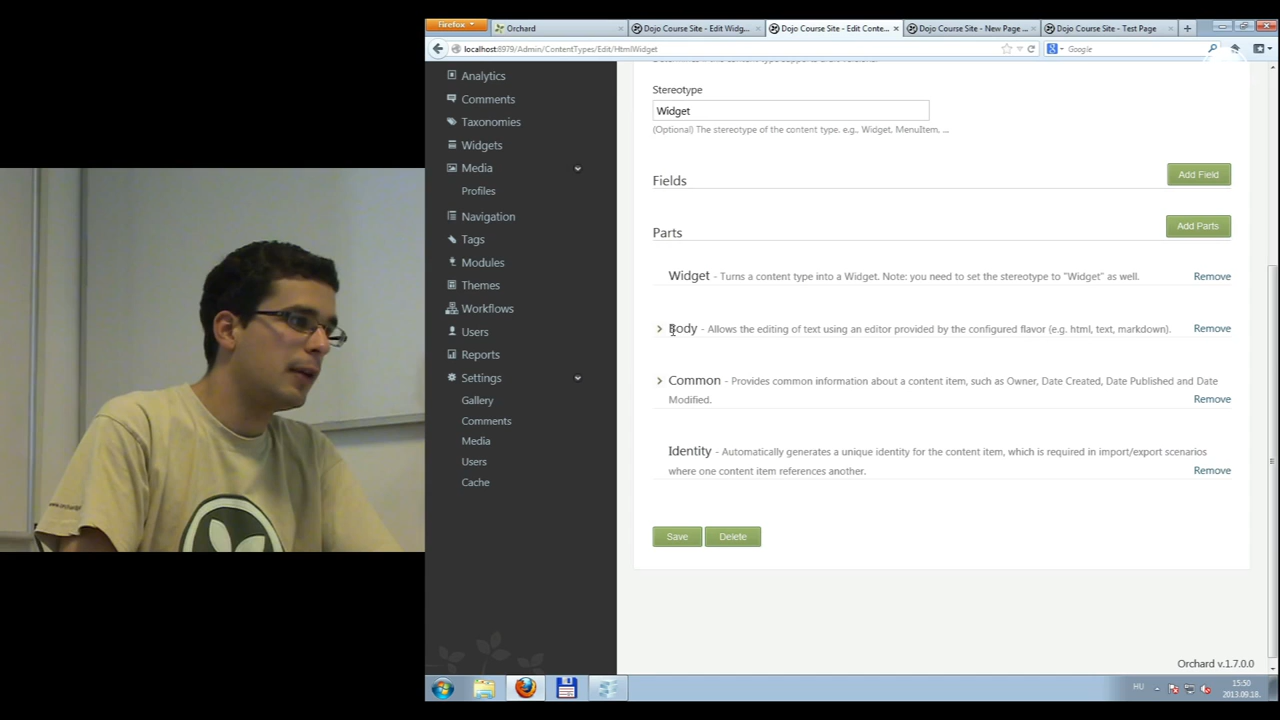 Firefox
Orchard
Dojo Course Site - Edit Widg...
Dojo Course Site - Edit Conte...
Dojo Course Site - New Page ...
Dojo Course Site - Test Page
localhost:8979/Admin/ContentTypes/Edit/HtmlWidget
Google
Analytics
Comments
Taxonomies
Widgets
Media
Profiles
Navigation
Tags
Modules
Themes
Workflows
Users
Reports
Settings
Gallery
Comments
Media
Users
Cache
Stereotype
Widget
(Optional) The stereotype of the content type. e.g., Widget, MenuItem, ...
Fields
Add Field
Parts
Add Parts
Widget - Turns a content type into a Widget. Note: you need to set the stereotype to "Widget" as well.
Remove
Body - Allows the editing of text using an editor provided by the configured flavor (e.g. html, text, markdown).
Remove
Common - Provides common information about a content item, such as Owner, Date Created, Date Published and Date
Modified.
Remove
Identity - Automatically generates a unique identity for the content item, which is required in import/export scenarios
where one content item references another.
Remove
Save
Delete
Orchard v.1.7.0.0
HU
15:50
2013.09.18.